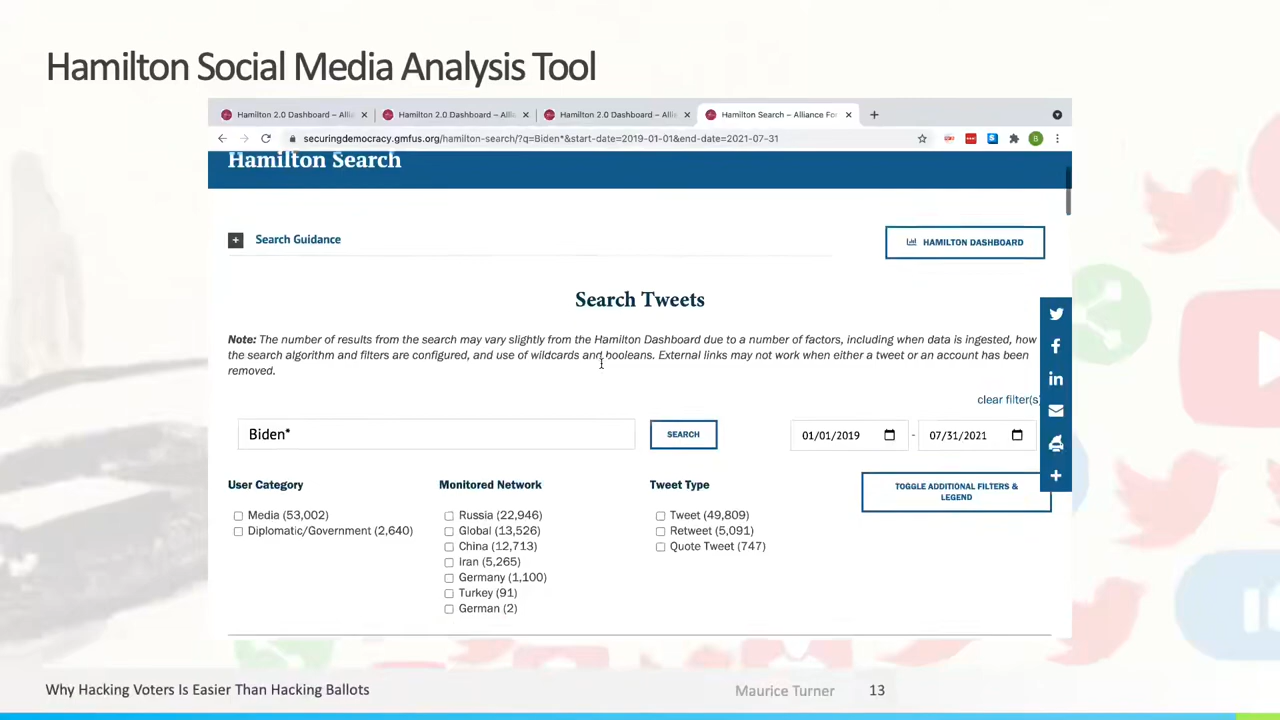 Hamilton Social Media Analysis Tool
Hamilton 2.0 Dashboard – Allia
Hamilton 2.0 Dashboard – Alli
Hamilton 2.0 Dashboard – Alli
Hamilton Search – Alliance For
securingdemocracy.gmfus.org/hamilton-search/?q=Biden*&start-date=2019-01-01&end-date=2021-07-31
B
Hamilton Search
+ Search Guidance
HAMILTON DASHBOARD
Search Tweets
Note: The number of results from the search may vary slightly from the Hamilton Dashboard due to a number of factors, including when data is ingested, how
the search algorithm and filters are configured, and use of wildcards and booleans. External links may not work when either a tweet or an account has been
removed.
clear filter(s)
Biden*
SEARCH
01/01/2019 - 07/31/2021
User Category
Media (53,002)
Diplomatic/Government (2,640)
Monitored Network
Russia (22,946)
Global (13,526)
China (12,713)
Iran (5,265)
Germany (1,100)
Turkey (91)
German (2)
Tweet Type
Tweet (49,809)
Retweet (5,091)
Quote Tweet (747)
TOGGLE ADDITIONAL FILTERS &
LEGEND
Why Hacking Voters Is Easier Than Hacking Ballots
Maurice Turner
13